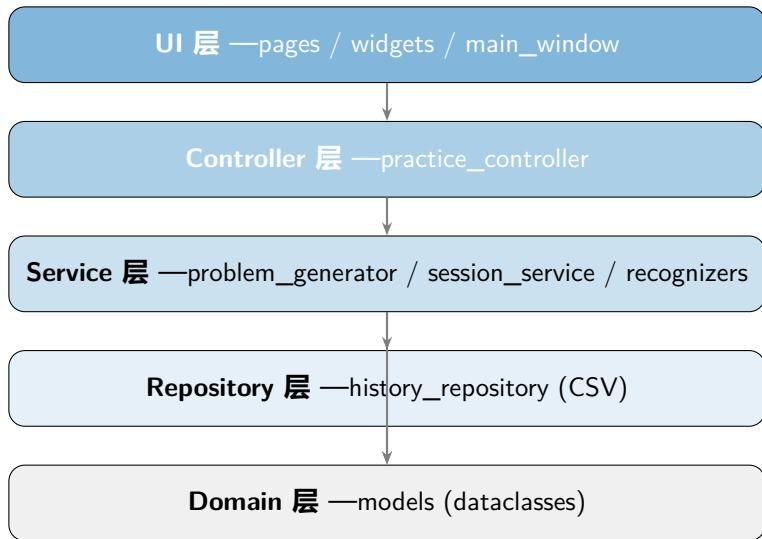 UI 层 —pages / widgets / main_window
Controller 层 —practice_controller
Service 层 —problem_generator / session_service / recognizers
Repository 层 —history_repository (CSV)
Domain 层 —models (dataclasses)